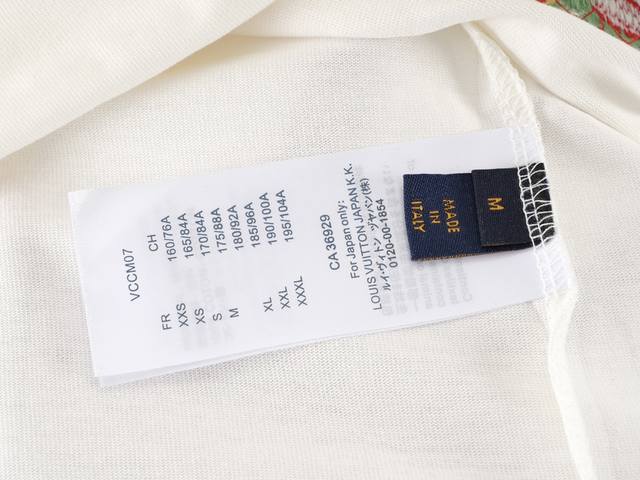 VCCM07
CH
FR 160/76A
XXS 165/84A
XS 170/84A
S 175/88A
M 180/92A
185/96A
XL 190/100A
XXL 195/104A
XXXL
CA36929
For Japan only:
LOUIS VUITTON JAPAN K.K.
ルイ・ヴィトン ジャパン(株)
0120-00-1854
MADE
IN
ITALY
M